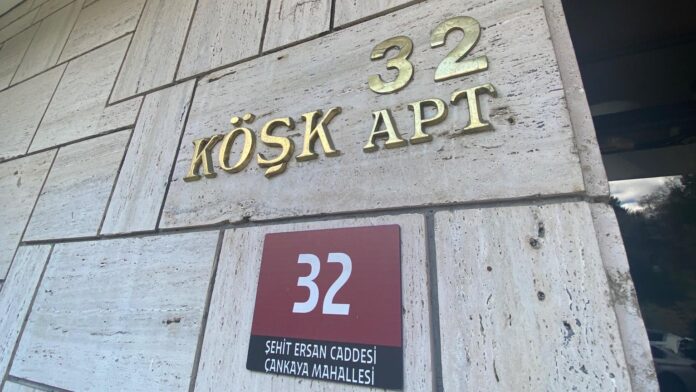 32
KÖŞK APT
32
ŞEHİT ERSAN CADDESİ
ÇANKAYA MAHALLESİ